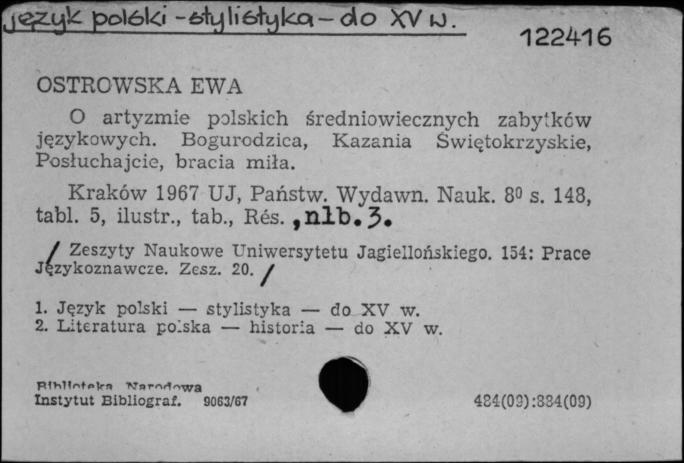 język polski - stylistyka - do XV w.
122416
OSTROWSKA EWA
O artyzmie polskich średniowiecznych zabytków
językowych. Bogurodzica, Kazania Świętokrzyskie,
Posłuchajcie, bracia miła.
Kraków 1967 UJ, Państw. Wydawn. Nauk. 8⁰ s. 148,
tabl. 5, ilustr., tab., Rés. , nlb. 3.
/ Zeszyty Naukowe Uniwersytetu Jagiellońskiego. 154: Prace
Językoznawcze. Zesz. 20. /
1. Język polski — stylistyka — do XV w.
2. Literatura polska — historia — do XV w.
Biblioteka Narodowa
Instytut Bibliograf. 9063/67
484(09):884(09)